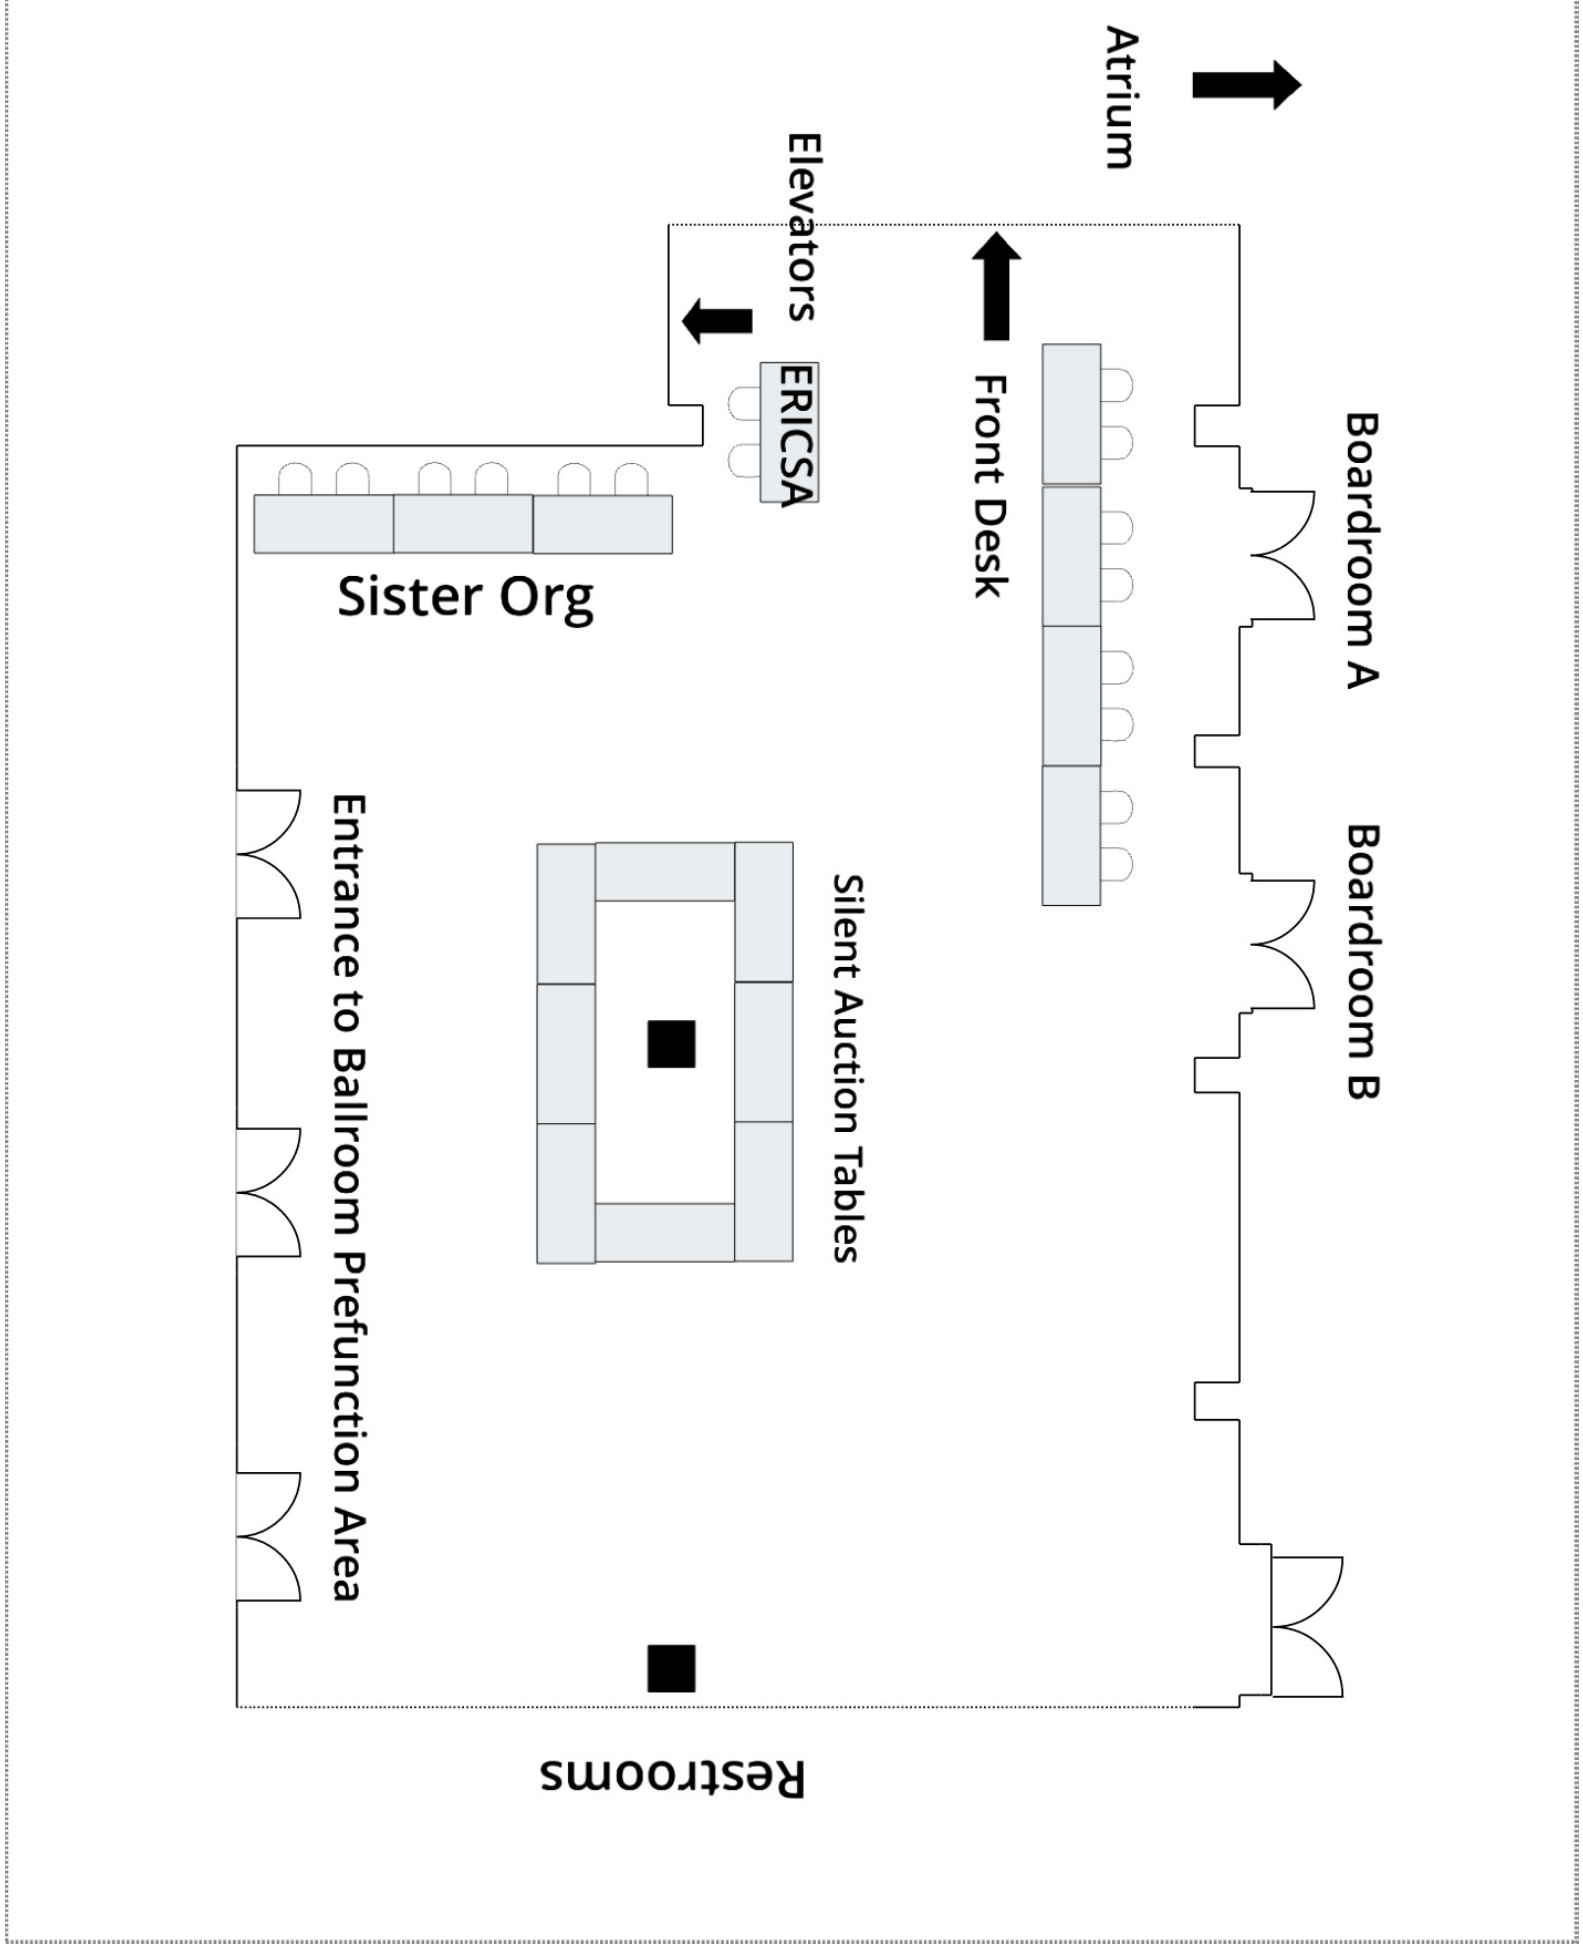 Atrium
Elevators
ERICSA
Front Desk
Boardroom A
Sister Org
Boardroom B
Entrance to Ballroom Prefunction Area
Silent Auction Tables
Restrooms